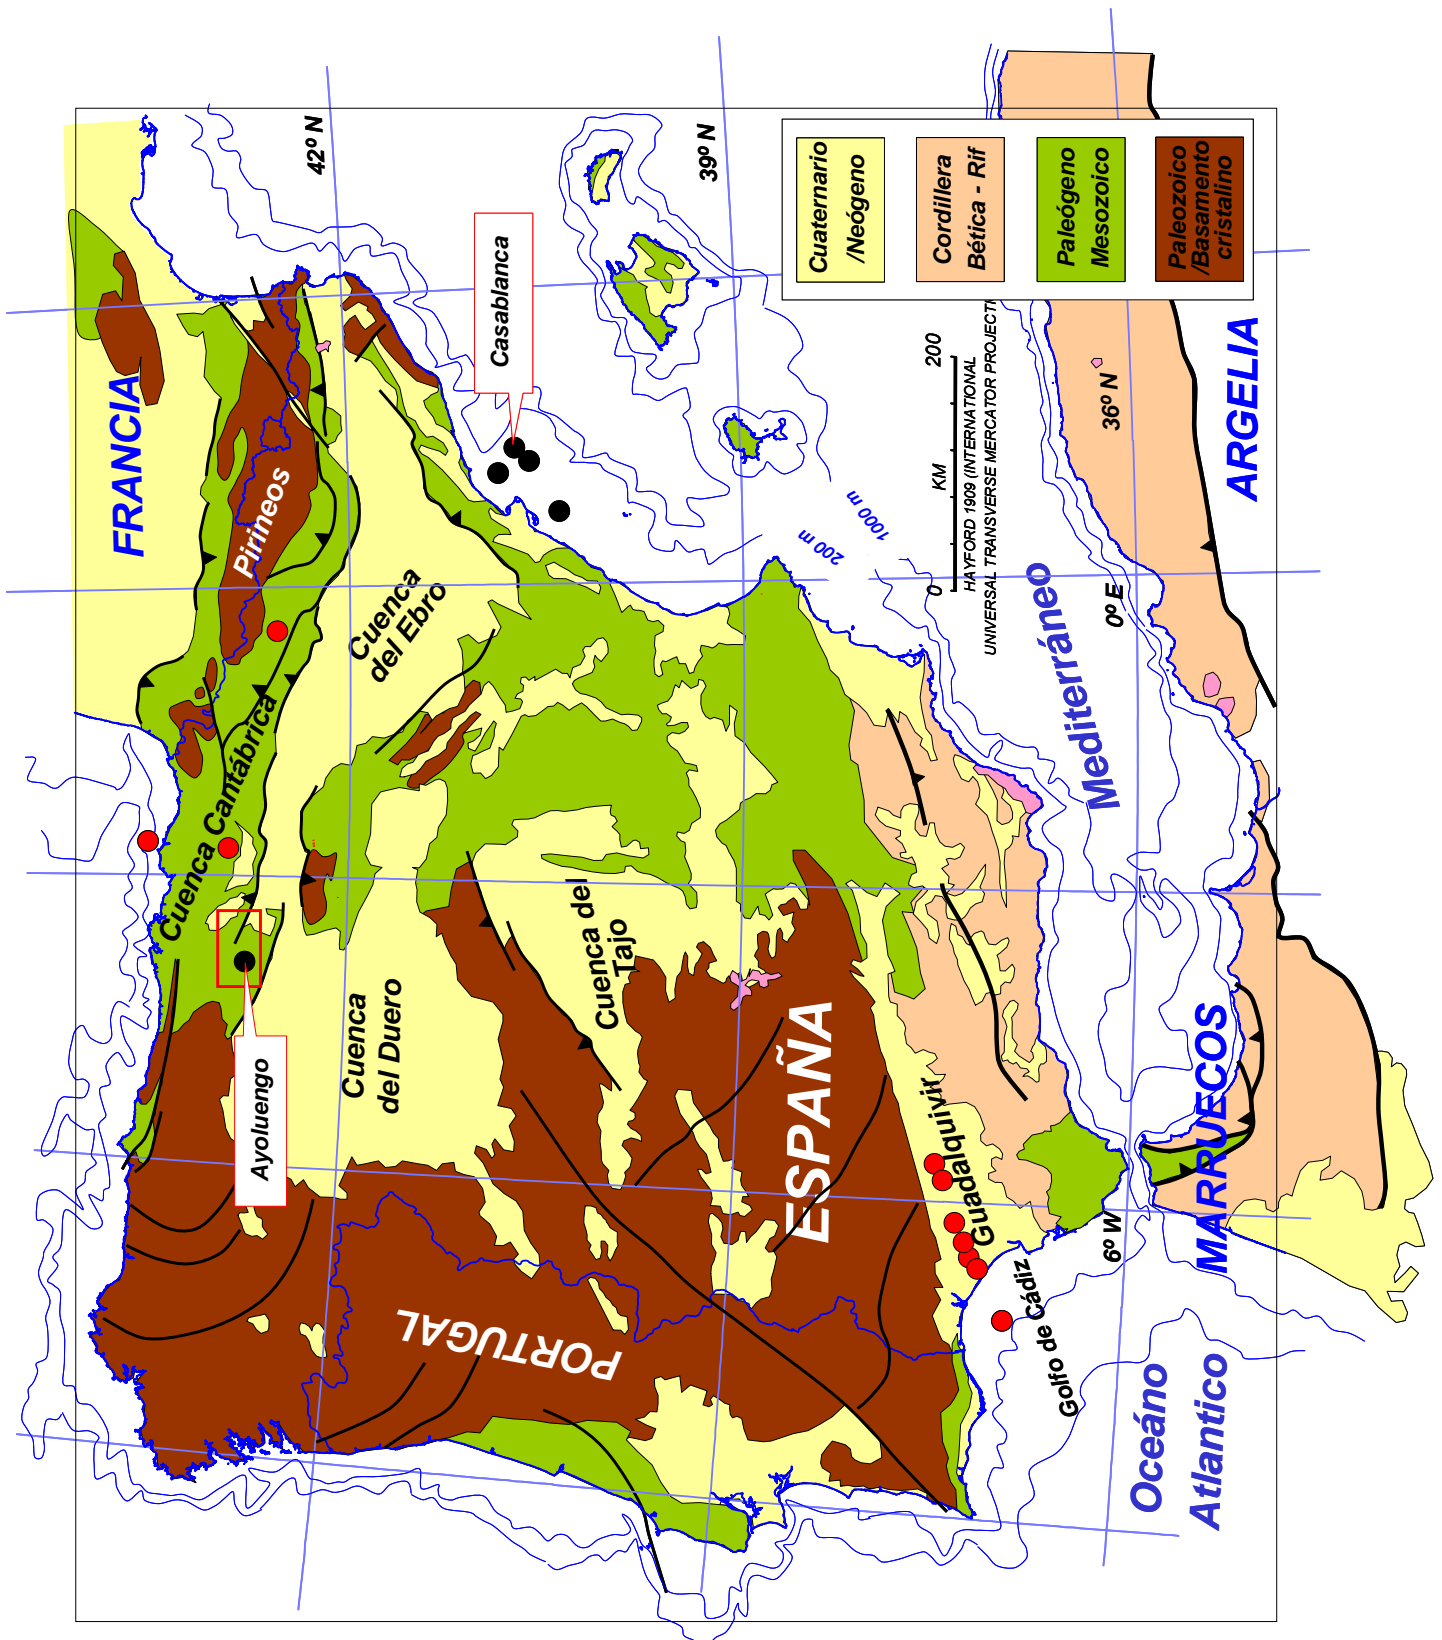 FRANCIA
Pirineos
42º N
39º N
Casablanca
Cuenca
del Ebro
Cuenca Cantábrica
Ayoluengo
Cuenca
del Duero
Cuenca del
Tajo
ESPAÑA
PORTUGAL
Guadalquivir
Golfo de Cádiz
6º W
Oceáno
Atlantico
MARRUECOS
Mediterráneo
0º E
36º N
ARGELIA
200 m
1000 m
0
KM
200
HAYFORD 1909 (INTERNATIONAL
UNIVERSAL TRANSVERSE MERCATOR PROJECTI
Cuaternario
/Neógeno
Cordillera
Bética - Rif
Paleógeno
Mesozoico
Paleozoico
/Basamento
cristalino